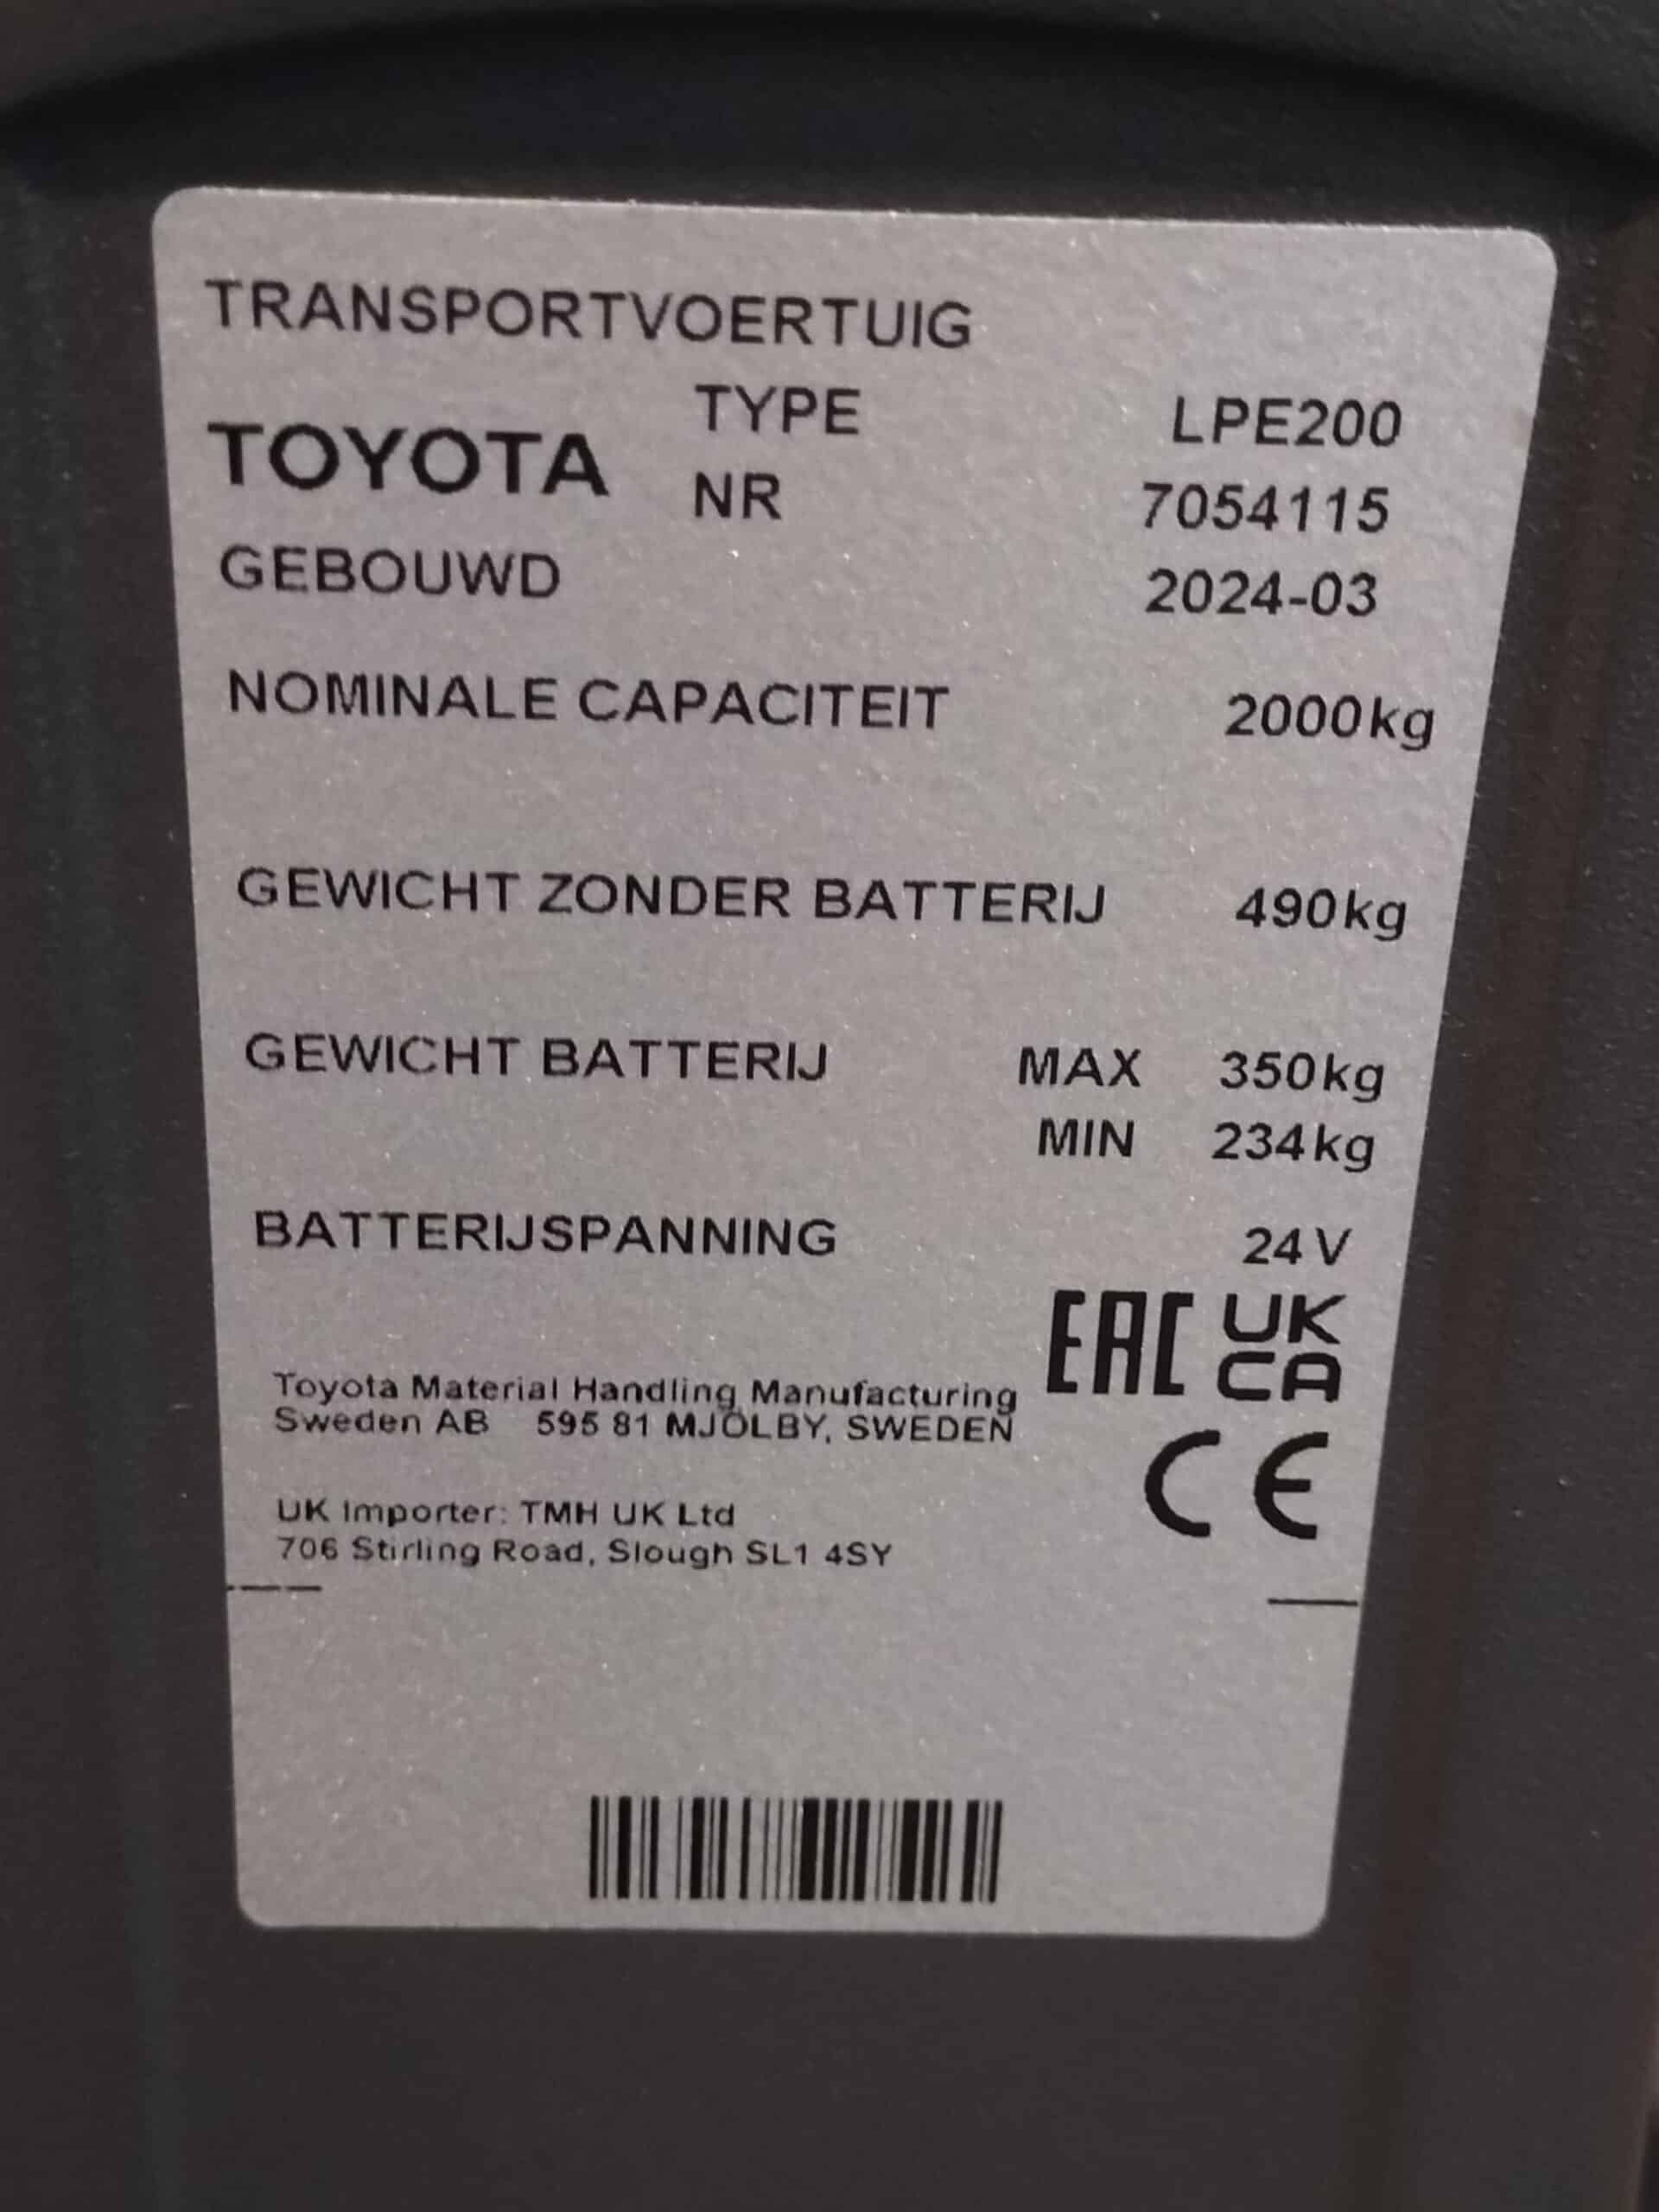 TRANSPORTVOERTUIG
TOYOTA TYPE LPE200
NR 7054115
GEBOUWD 2024-03
NOMINALE CAPACITEIT 2000kg
GEWICHT ZONDER BATTERIJ 490kg
GEWICHT BATTERIJ MAX 350kg
MIN 234kg
BATTERIJSPANNING 24V
EAC UK
CA
Toyota Material Handling Manufacturing
Sweden AB 595 81 MJÖLBY, SWEDEN
CE
UK Importer: TMH UK Ltd
706 Stirling Road, Slough SL1 4SY